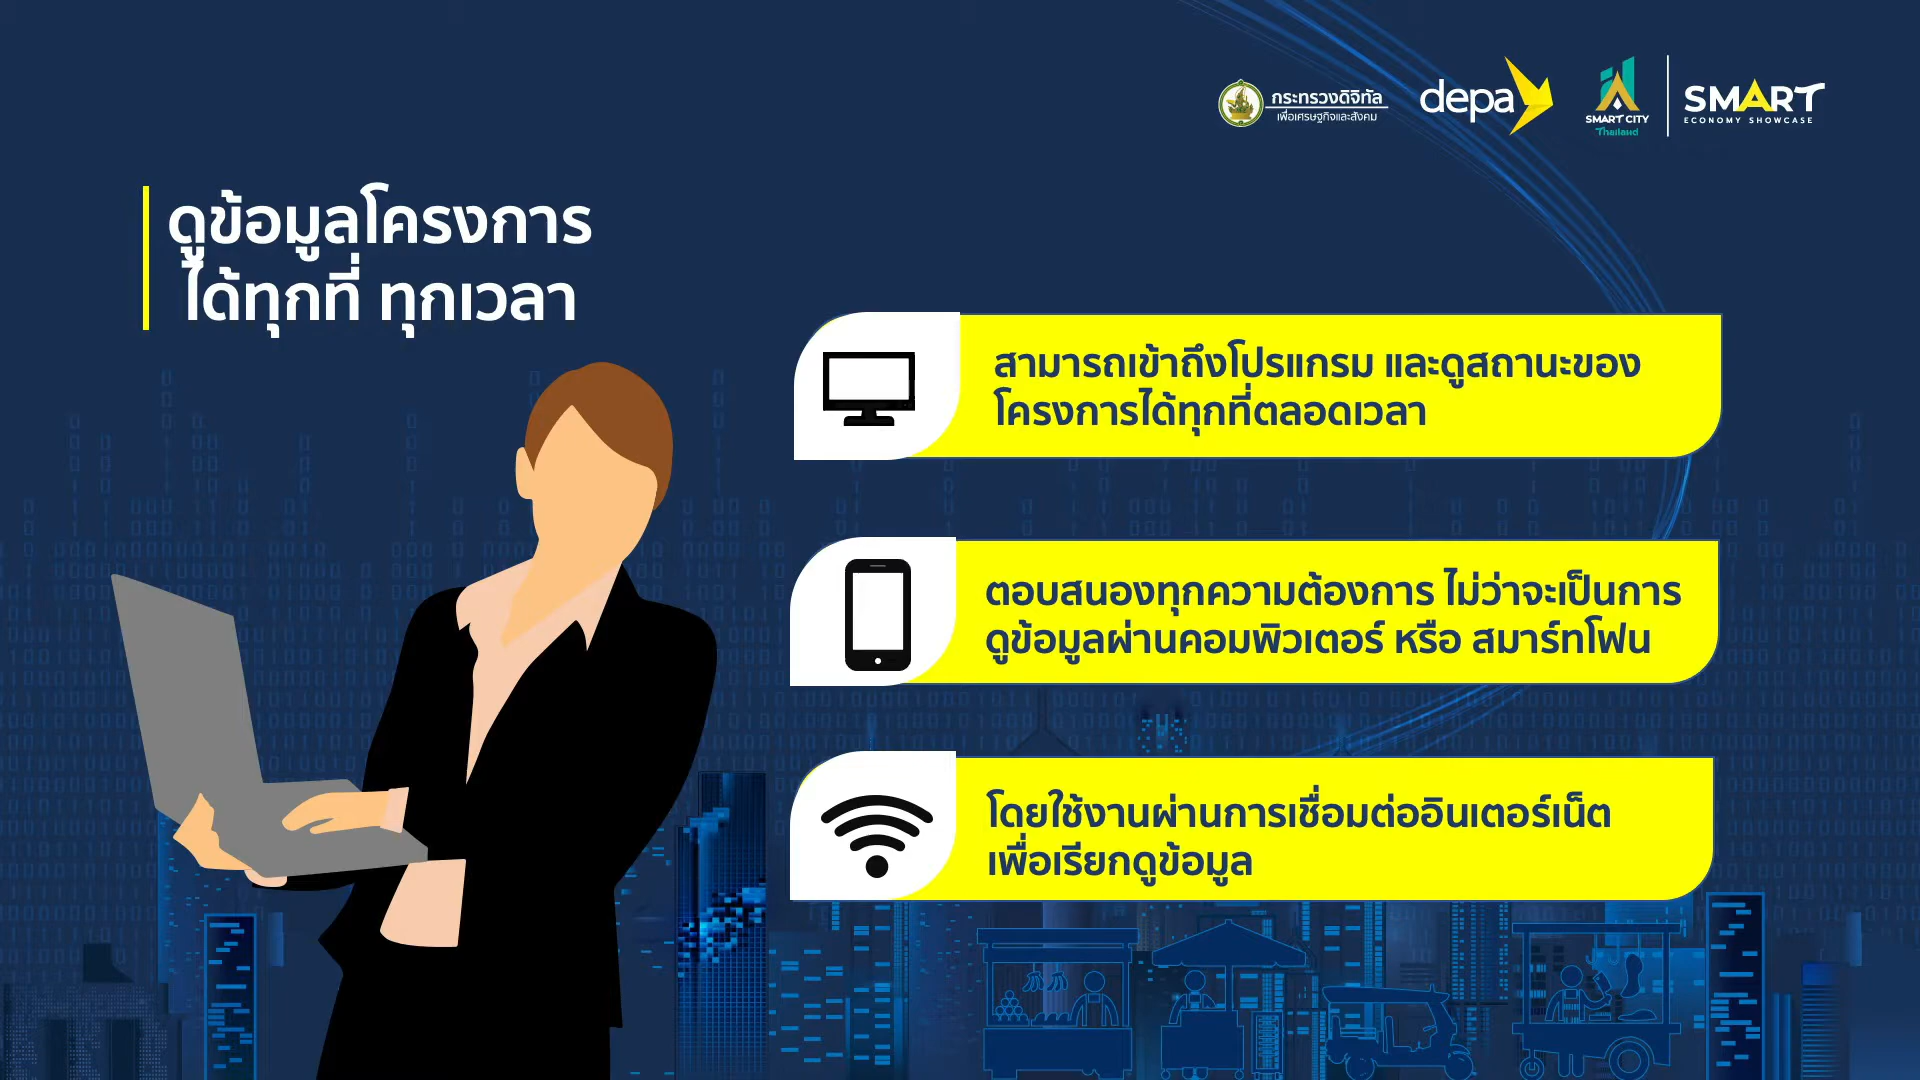 กระทรวงดิจิทัล
เพื่อเศรษฐกิจและสังคม
depa
SMART CITY
Thailand
SMART
ECONOMY SHOWCASE
ดูข้อมูลโครงการ
ได้ทุกที่ ทุกเวลา
สามารถเข้าถึงโปรแกรม และดูสถานะของ
โครงการได้ทุกที่ตลอดเวลา
ตอบสนองทุกความต้องการ ไม่ว่าจะเป็นการ
ดูข้อมูลผ่านคอมพิวเตอร์ หรือ สมาร์ทโฟน
โดยใช้งานผ่านการเชื่อมต่ออินเตอร์เน็ต
เพื่อเรียกดูข้อมูล